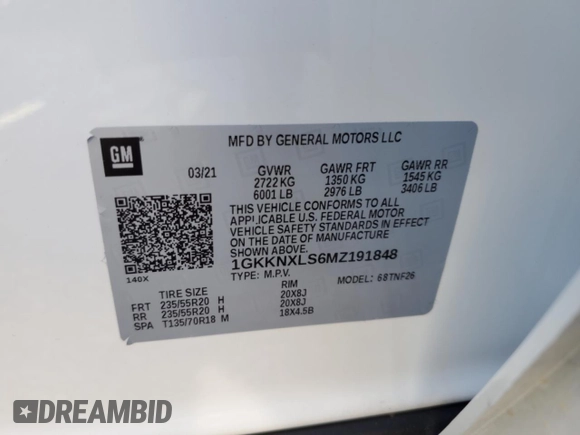 GM
MFD BY GENERAL MOTORS LLC
03/21 GVWR GAWR FRT GAWR RR
2722 KG 1350 KG 1545 KG
6001 LB 2976 LB 3406 LB
THIS VEHICLE CONFORMS TO ALL
APPLICABLE U.S. FEDERAL MOTOR
VEHICLE SAFETY STANDARDS IN EFFECT
ON THE DATE OF MANUFACTURE
SHOWN ABOVE.
1GKKNXLS6MZ191848
140X TYPE: M.P.V. MODEL: 68TNF26
TIRE SIZE RIM
FRT 235/55R20 H 20X8J
RR 235/55R20 H 20X8J
SPA T135/70R18 M 18X4.5B
DREAMBID